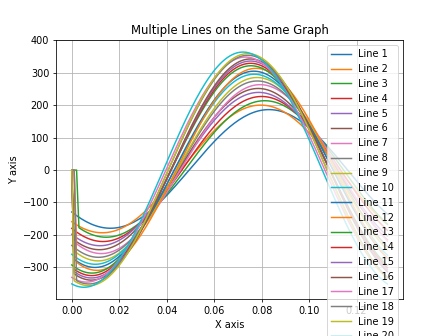 Multiple Lines on the Same Graph
400
300
200
100
0
−100
−200
−300
Y axis
0.00
0.02
0.04
0.06
0.08
0.10
X axis
Line 1
Line 2
Line 3
Line 4
Line 5
Line 6
Line 7
Line 8
Line 9
Line 10
Line 11
Line 12
Line 13
Line 14
Line 15
Line 16
Line 17
Line 18
Line 19
Line 20